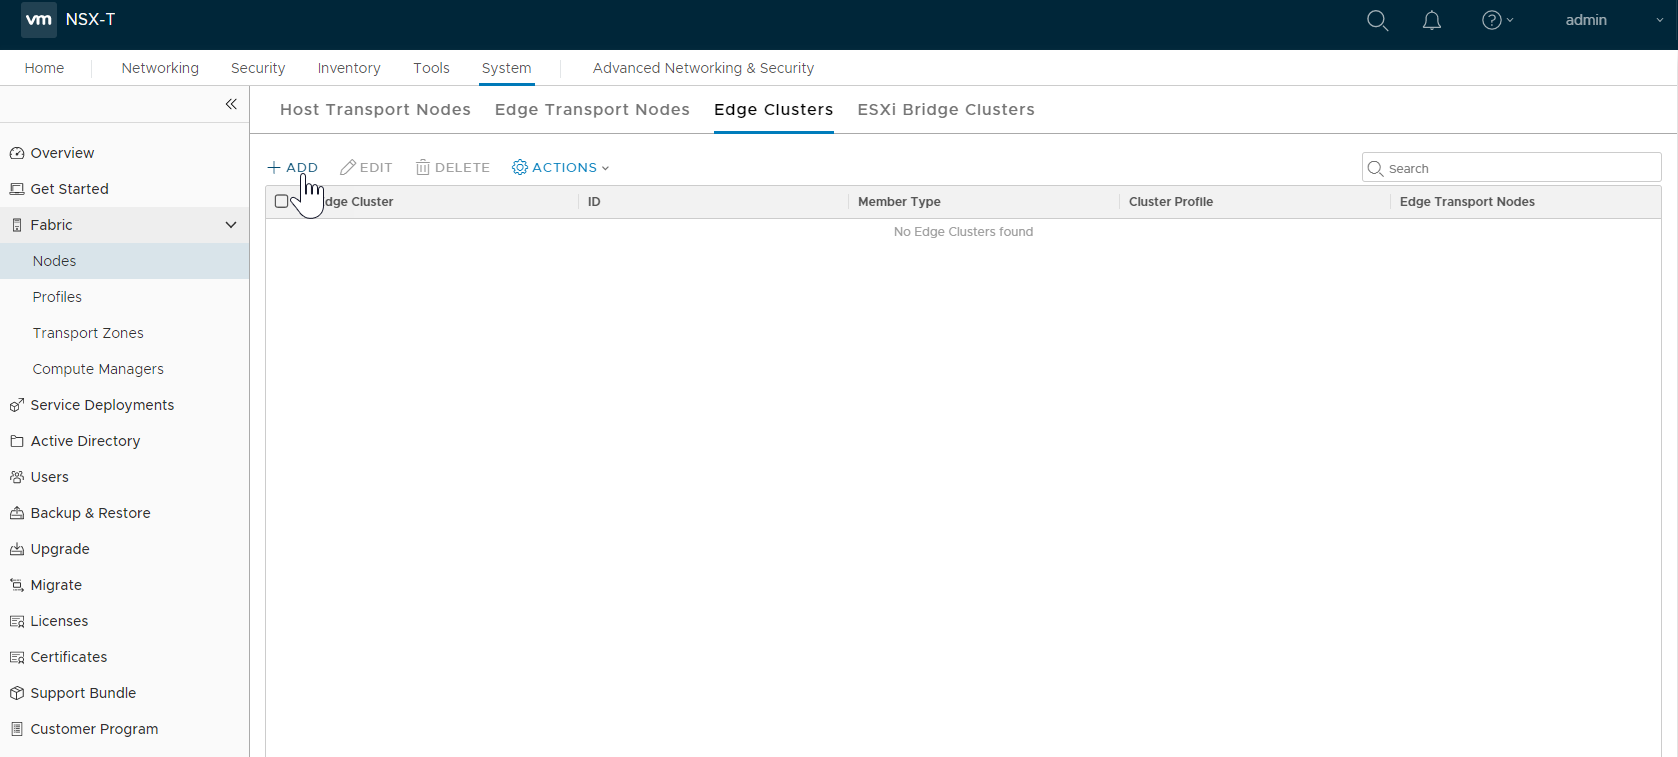 vm NSX-T
admin
Home Networking Security Inventory Tools System Advanced Networking & Security
Host Transport Nodes Edge Transport Nodes Edge Clusters ESXi Bridge Clusters
Overview
Get Started
Fabric
Nodes
Profiles
Transport Zones
Compute Managers
Service Deployments
Active Directory
Users
Backup & Restore
Upgrade
Migrate
Licenses
Certificates
Support Bundle
Customer Program
ADD EDIT DELETE ACTIONS Search
dge Cluster ID Member Type Cluster Profile Edge Transport Nodes
No Edge Clusters found